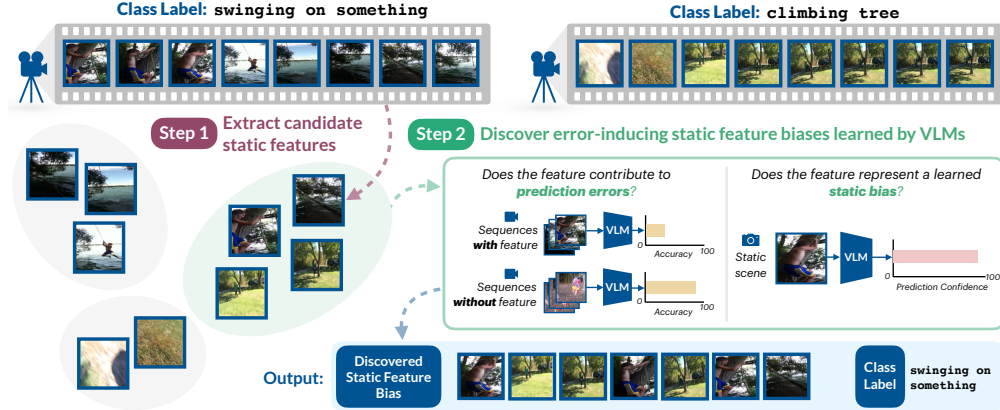 Class Label: swinging on something
Class Label: climbing tree
Step 1
Extract candidate
static features
Step 2
Discover error-inducing static feature biases learned by VLMs
Does the feature contribute to
prediction errors?
Sequences
with feature
VLM
0
100
Accuracy
Sequences
without feature
VLM
0
100
Accuracy
Does the feature represent a learned
static bias?
Static
scene
VLM
0
100
Prediction Confidence
Output:
Discovered
Static Feature
Bias
Class
Label
swinging on
something